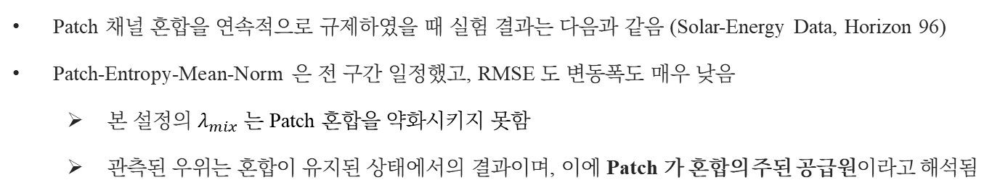 • Patch 채널 혼합을 연속적으로 규제하였을 때 실험 결과는 다음과 같음 (Solar-Energy Data, Horizon 96)
• Patch-Entropy-Mean-Norm 은 전 구간 일정했고, RMSE 도 변동폭도 매우 낮음
➢ 본 설정의 λ_mix 는 Patch 혼합을 약화시키지 못함
➢ 관측된 우위는 혼합이 유지된 상태에서의 결과이며, 이에 Patch 가 혼합의 주된 공급원이라고 해석됨